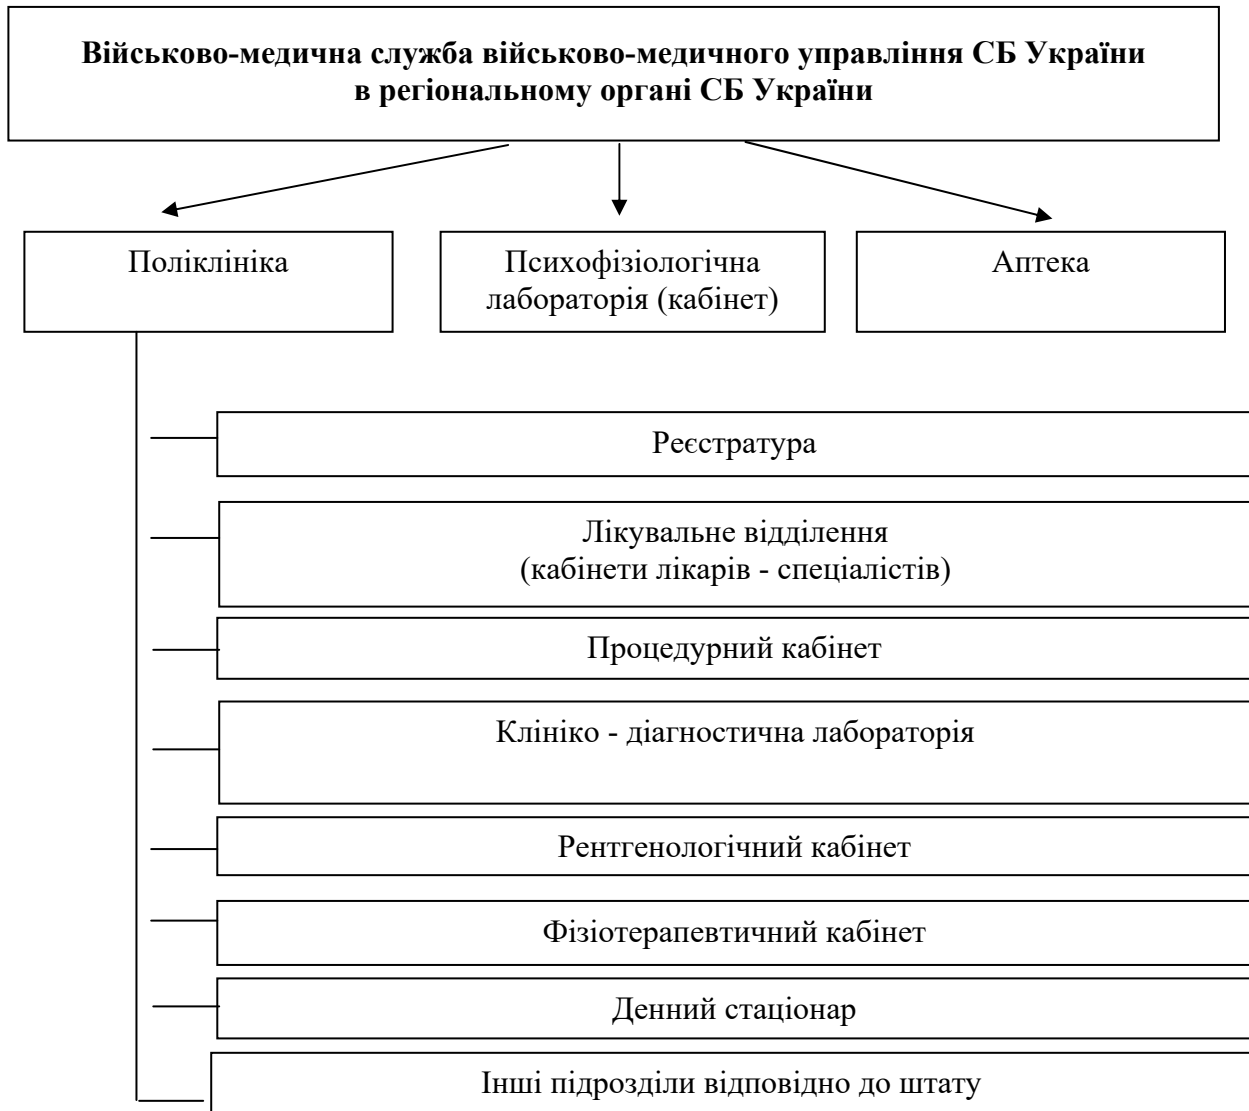 Військово-медична служба військово-медичного управління СБ України
в регіональному органі СБ України
Поліклініка
Психофізіологічна
лабораторія (кабінет)
Аптека
Реєстратура
Лікувальне відділення
(кабінети лікарів - спеціалістів)
Процедурний кабінет
Клініко - діагностична лабораторія
Рентгенологічний кабінет
Фізіотерапевтичний кабінет
Денний стаціонар
Інші підрозділи відповідно до штату